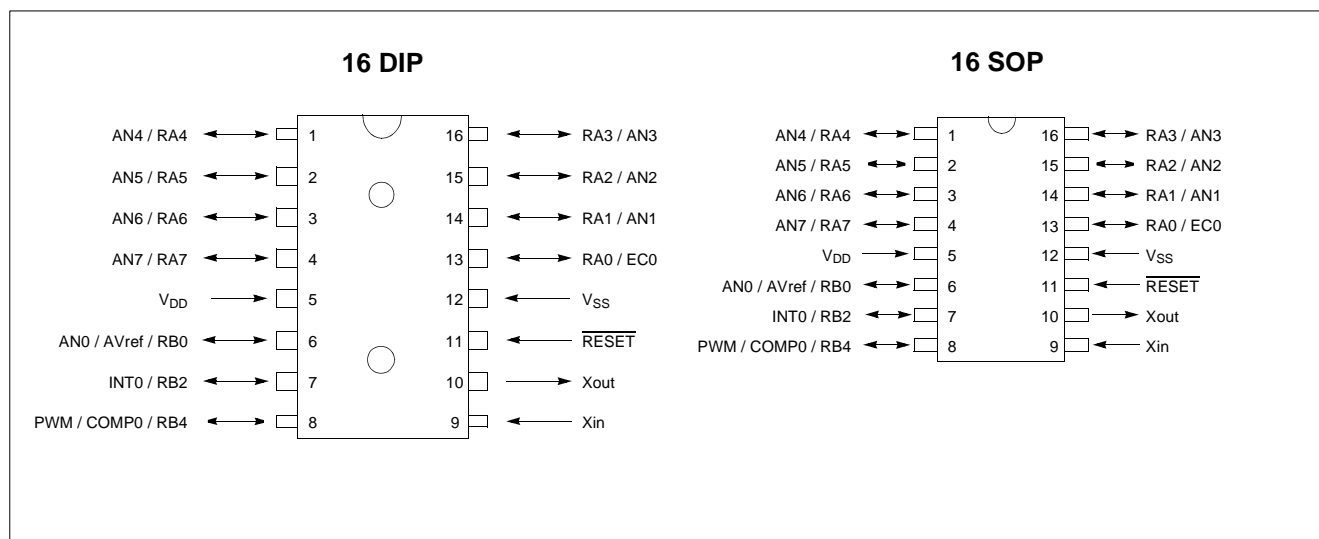 16 DIP
AN4 / RA4 1 16 RA3 / AN3
AN5 / RA5 2 15 RA2 / AN2
AN6 / RA6 3 14 RA1 / AN1
AN7 / RA7 4 13 RA0 / EC0
VDD 5 12 VSS
AN0 / AVref / RB0 6 11 RESET
INT0 / RB2 7 10 Xout
PWM / COMP0 / RB4 8 9 Xin
16 SOP
AN4 / RA4 1 16 RA3 / AN3
AN5 / RA5 2 15 RA2 / AN2
AN6 / RA6 3 14 RA1 / AN1
AN7 / RA7 4 13 RA0 / EC0
VDD 5 12 VSS
AN0 / AVref / RB0 6 11 RESET
INT0 / RB2 7 10 Xout
PWM / COMP0 / RB4 8 9 Xin